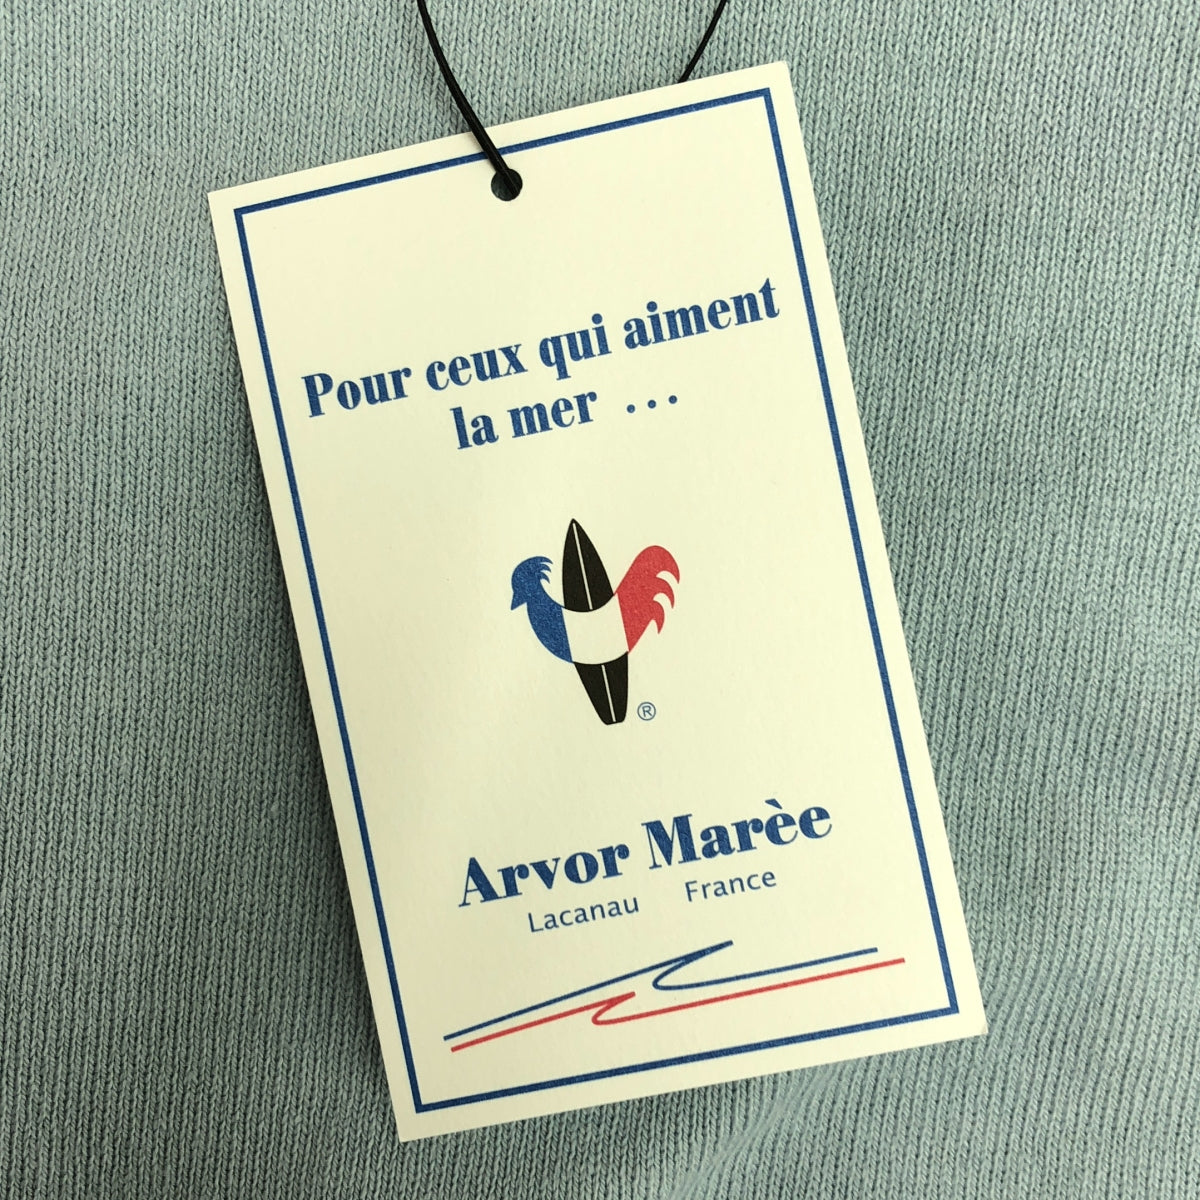 Pour ceux qui aiment
la mer ...
®
Arvor Marèe
Lacanau France